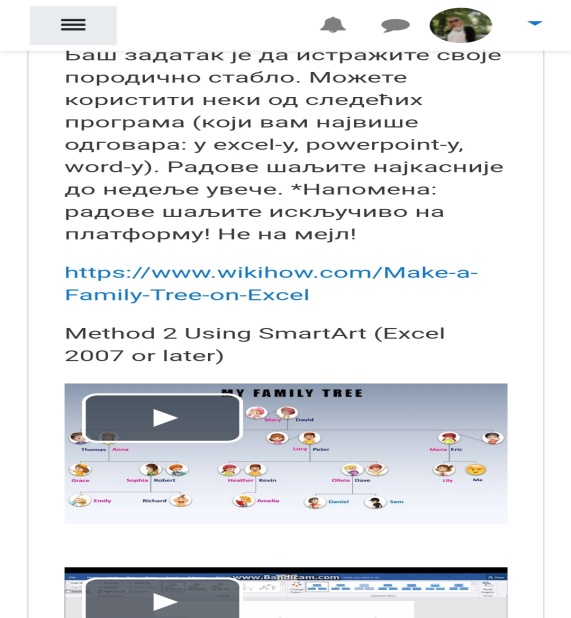 Ваш задатак је да истражите своје
породично стабло. Можете
користити неки од следећих
програма (који вам највише
одговара: у excel-у, powerpoint-у,
word-у). Радове шаљите најкасније
до недеље увече. *Напомена:
радове шаљите искључиво на
платформу! Не на мејл!
https://www.wikihow.com/Make-a-
Family-Tree-on-Excel
Method 2 Using SmartArt (Excel
2007 or later)
MY FAMILY TREE
Mary David
Thomas Anna Lucy Peter Maria Eric
Grace Sophia Robert Heather Kevin Olivia Dave Lily Me
Emily Richard Amelia Daniel Sam
www.Bandicam.com